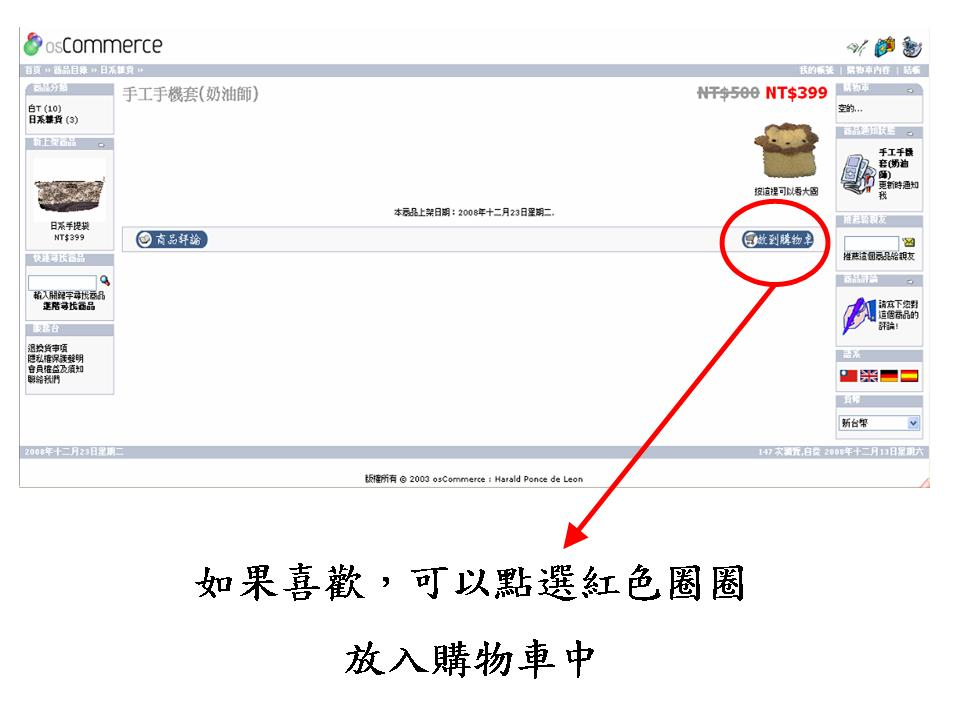 osCommerce
首頁 » 商品目錄 » 日系雜貨 »
我的帳號 | 購物車內容 | 結帳
商品分類
白T (10)
日系雜貨 (3)
新上架商品
日系手提袋
NT$399
快速尋找商品
輸入關鍵字尋找商品
進階尋找商品
服務台
退換貨事項
隱私權保護聲明
會員權益及須知
聯絡我們
手工手機套(奶油師)
NT$500 NT$399
按這裡可以看大圖
本商品上架日期：2008年十二月23日星期二.
商品評論
放到購物車
購物車
空的...
商品通知狀態
手工手機
套(奶油
師)
更新時通知
我
推薦給親友
推薦這個商品給親友
商品評論
請寫下您對
這個商品的
評論!
語系
貨幣
新台幣
2008年十二月23日星期二
147 次瀏覽,自從 2008年十二月13日星期六
版權所有 © 2003 osCommerce : Harald Ponce de Leon
如果喜歡，可以點選紅色圈圈
放入購物車中